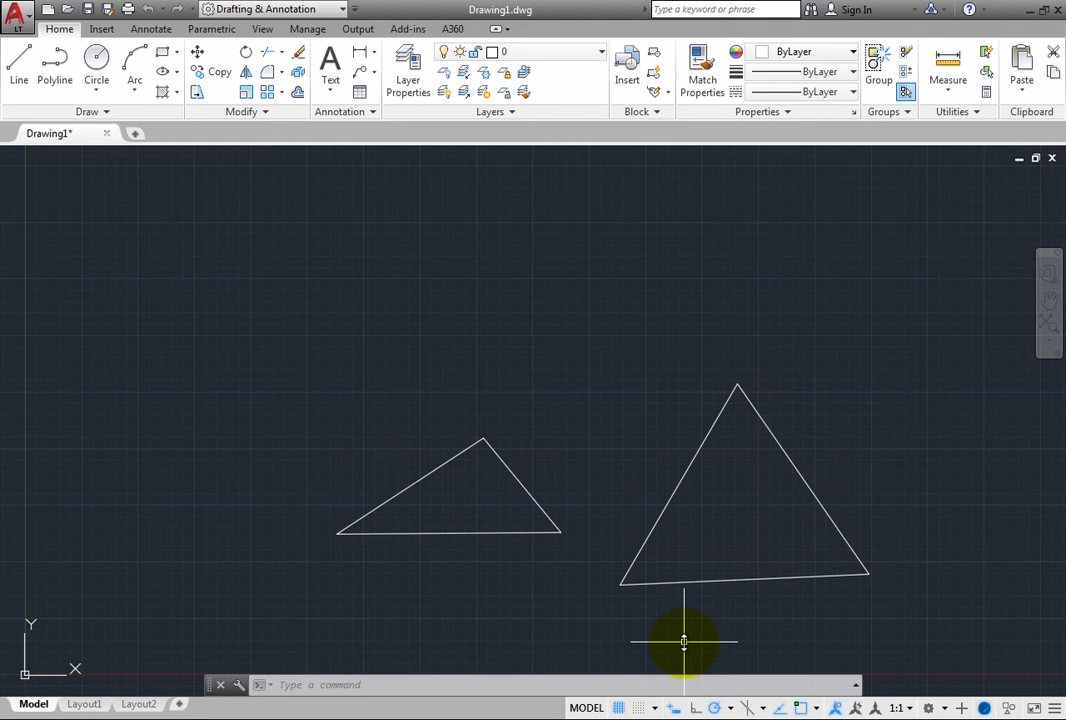 Drafting & Annotation
Drawing1.dwg
Type a keyword or phrase
Sign In
LT
Home Insert Annotate Parametric View Manage Output Add-ins A360
Line Polyline Circle Arc
Copy
Text
Layer Properties
0
Insert
Match Properties
ByLayer
ByLayer
ByLayer
Group
Measure
Paste
Draw Modify Annotation Layers Block Properties Groups Utilities Clipboard
Drawing1*
Y
X
Type a command
Model Layout1 Layout2
MODEL
1:1